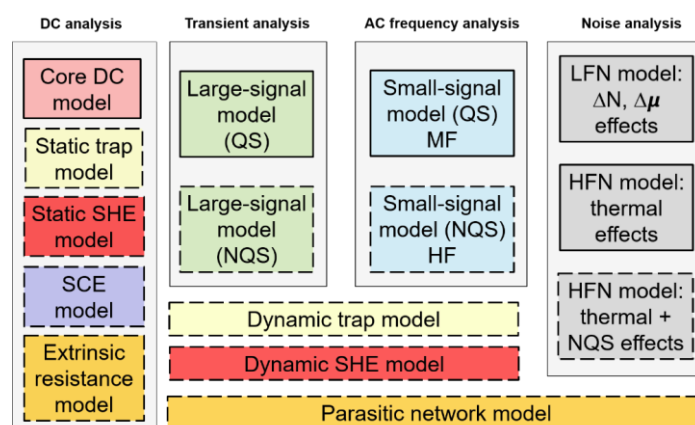 DC analysis
Core DC
model
Static trap
model
Static SHE
model
SCE
model
Extrinsic
resistance
model
Transient analysis
Large-signal
model
(QS)
Large-signal
model
(NQS)
AC frequency analysis
Small-signal
model (QS)
MF
Small-signal
model (NQS)
HF
Noise analysis
LFN model:
ΔN, Δμ
effects
HFN model:
thermal
effects
HFN model:
thermal +
NQS effects
Dynamic trap model
Dynamic SHE model
Parasitic network model